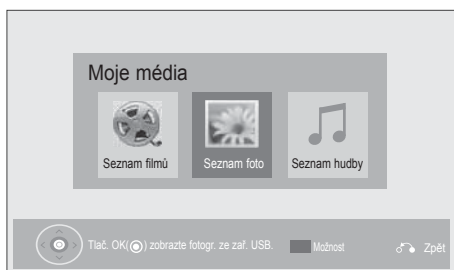 Moje média
Seznam filmů
Seznam foto
Seznam hudby
Tlač. OK(◉) zobrazte fotogr. ze zař. USB.
Možnost
Zpět